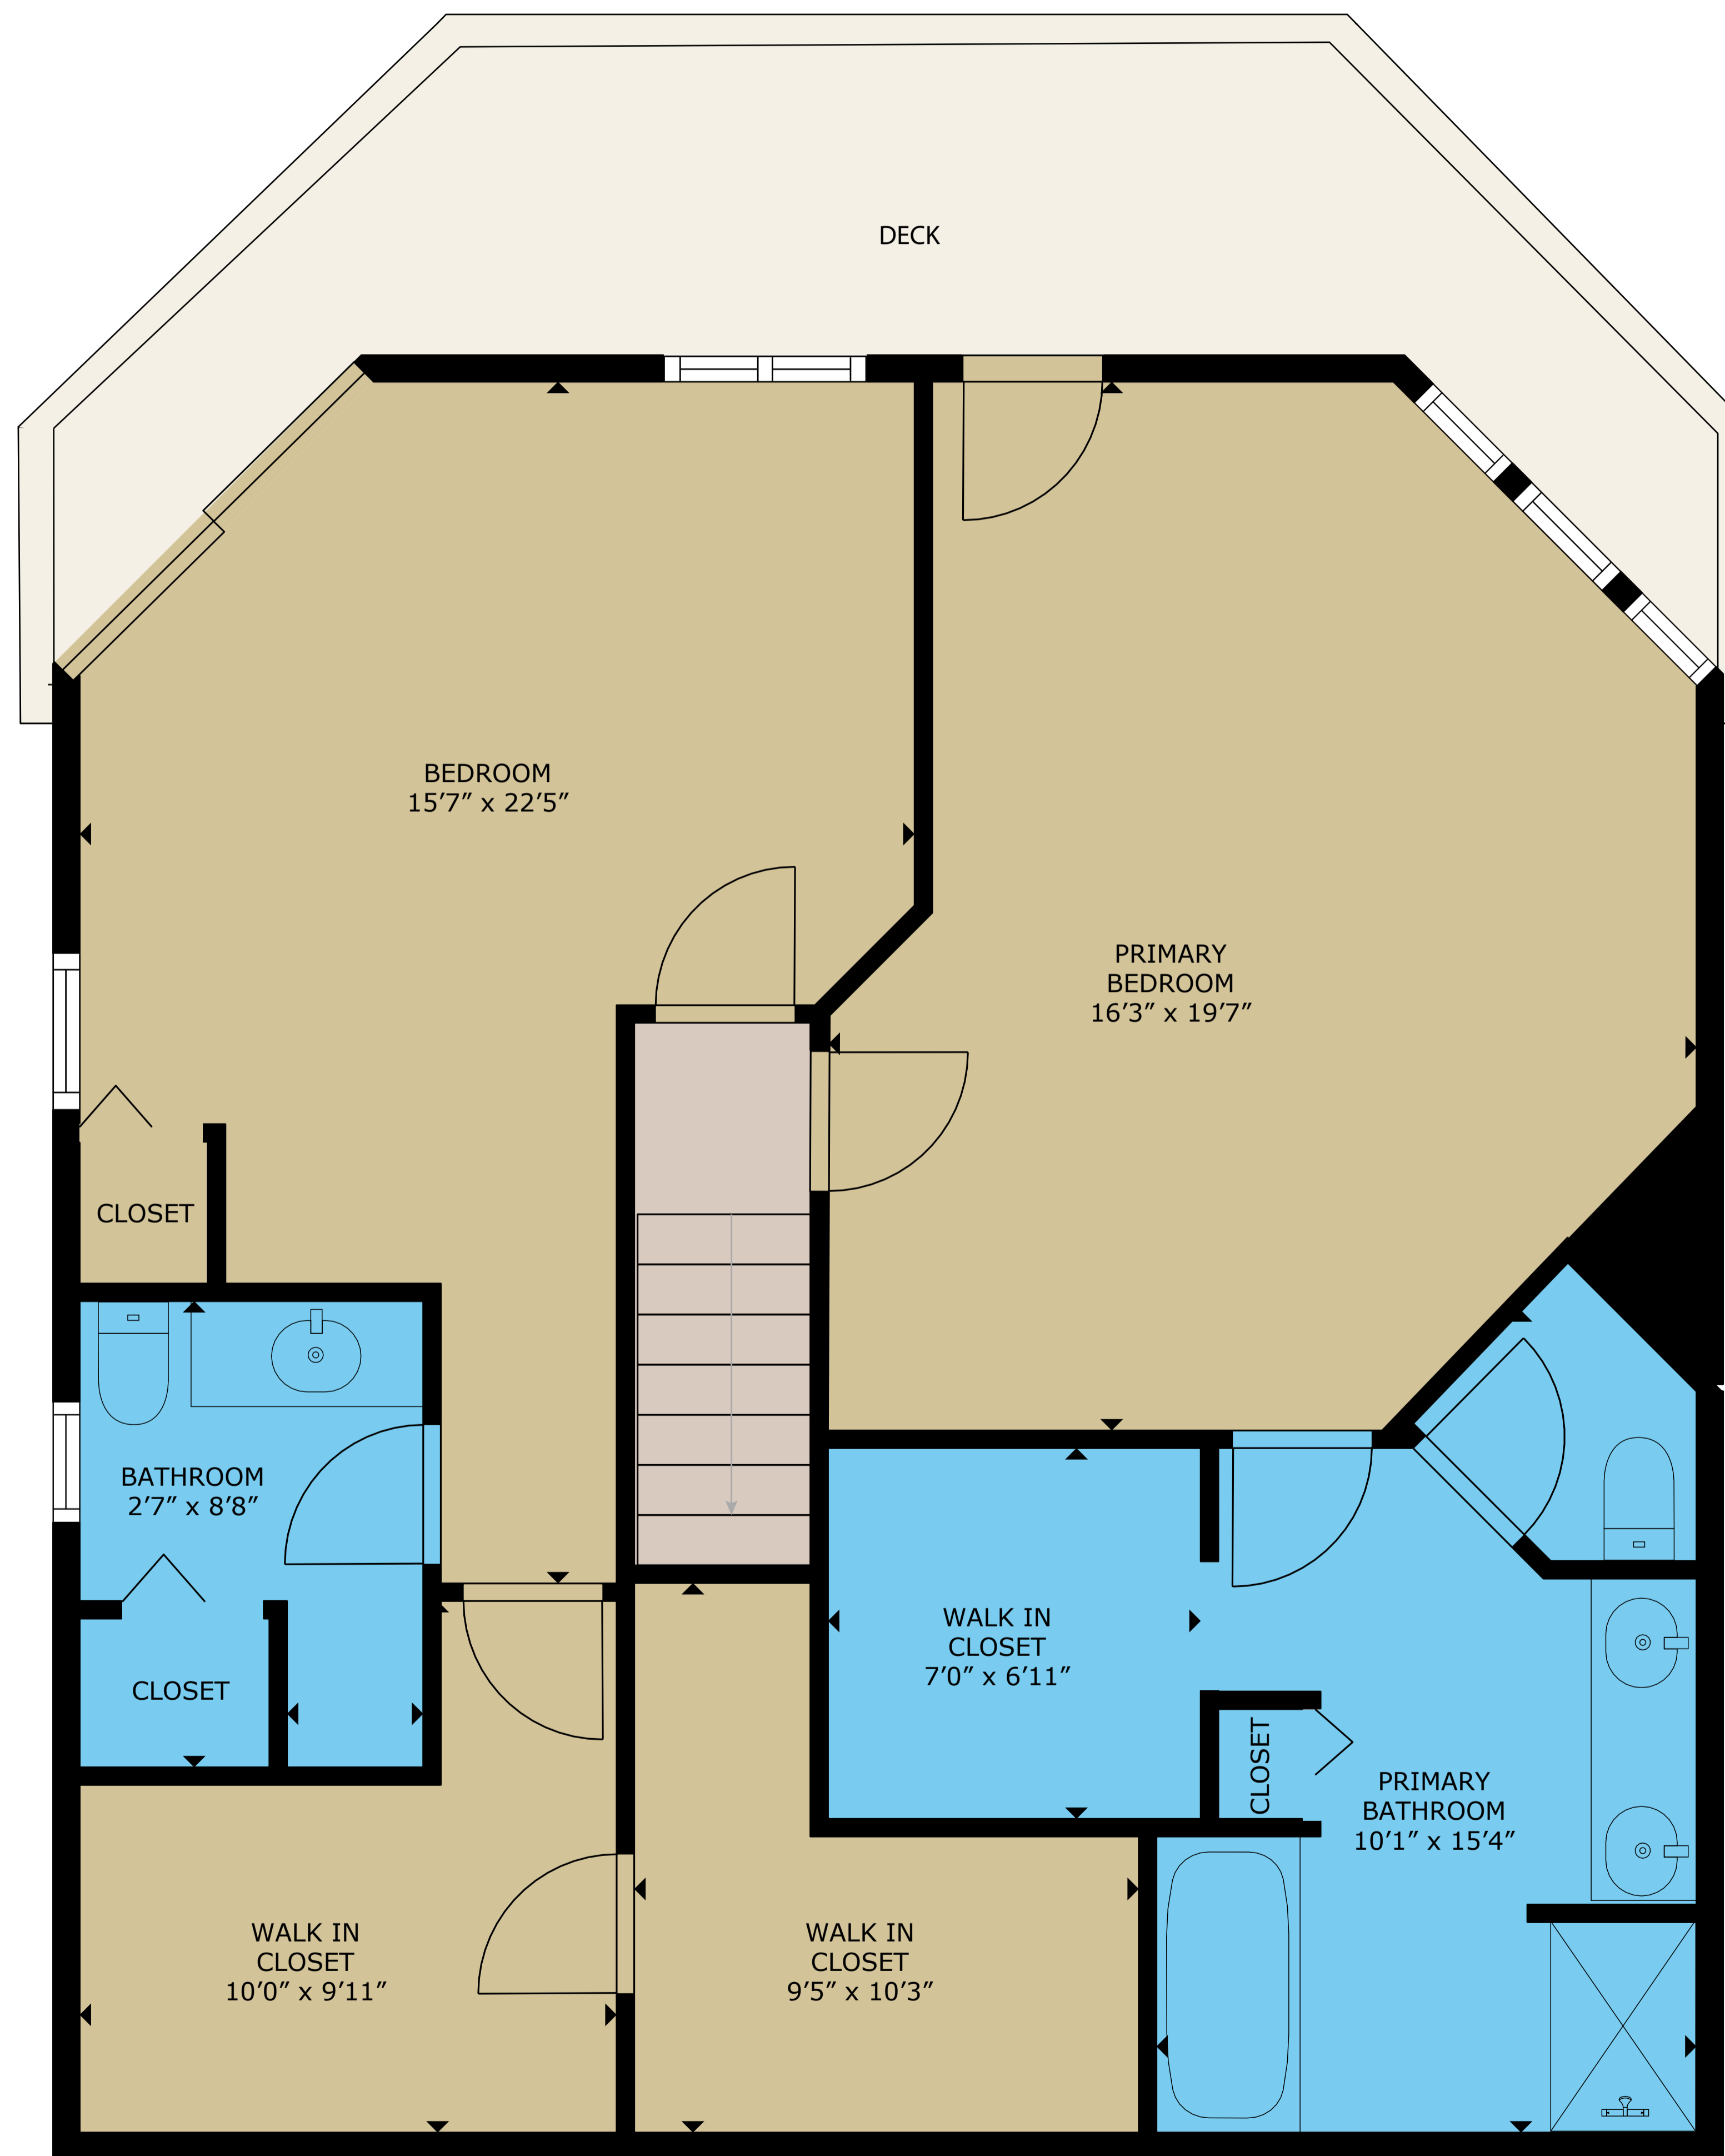 DECK
BEDROOM
15'7" x 22'5"
PRIMARY
BEDROOM
16'3" x 19'7"
CLOSET
BATHROOM
2'7" x 8'8"
CLOSET
WALK IN
CLOSET
7'0" x 6'11"
CLOSET
PRIMARY
BATHROOM
10'1" x 15'4"
WALK IN
CLOSET
10'0" x 9'11"
WALK IN
CLOSET
9'5" x 10'3"